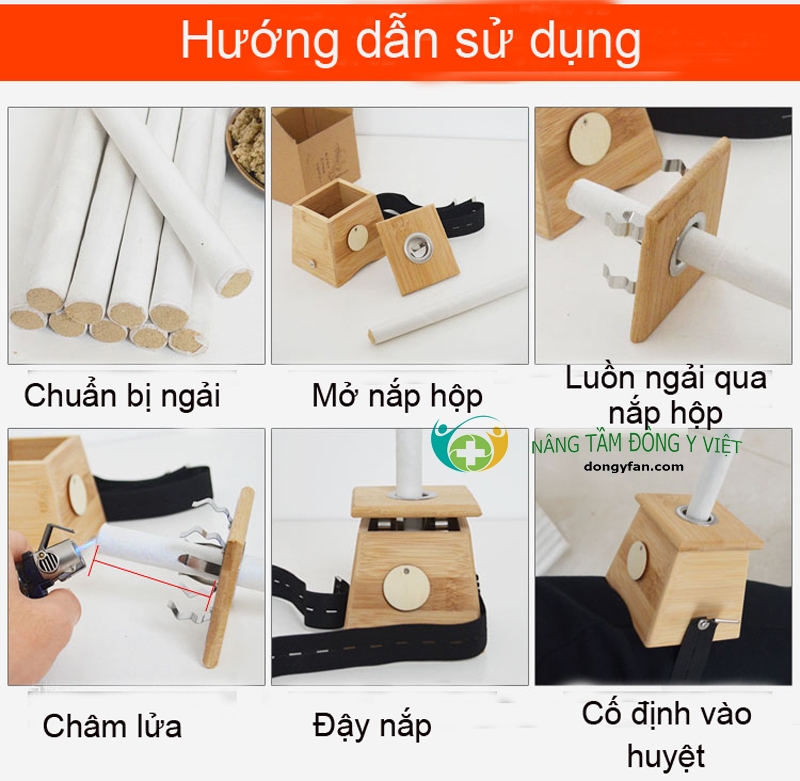 Hướng dẫn sử dụng
Chuẩn bị ngải
Mở nắp hộp
Luồn ngải qua
nắp hộp
NÂNG TẦM ĐÔNG Y VIỆT
dongyfan.com
Châm lửa
Đậy nắp
Cố định vào
huyệt